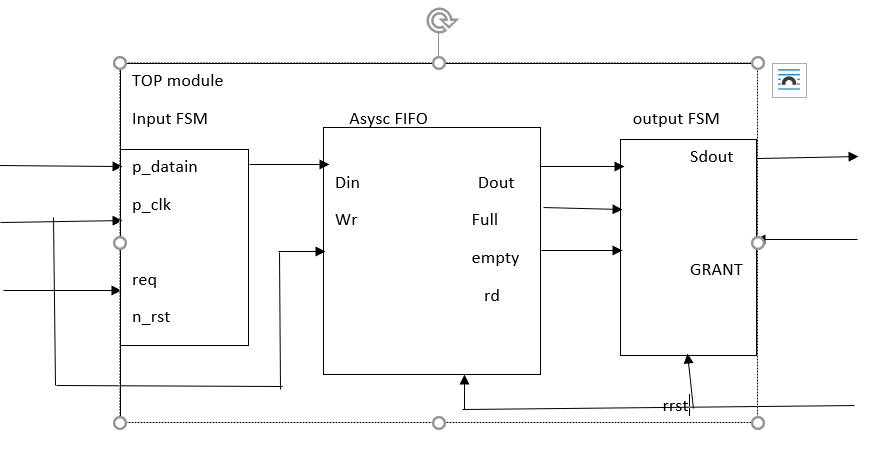 TOP module
Input FSM
Aysc FIFO
output FSM
p_datain
p_clk
req
n_rst
Din
Wr
Dout
Full
empty
rd
Sdout
GRANT
rrst